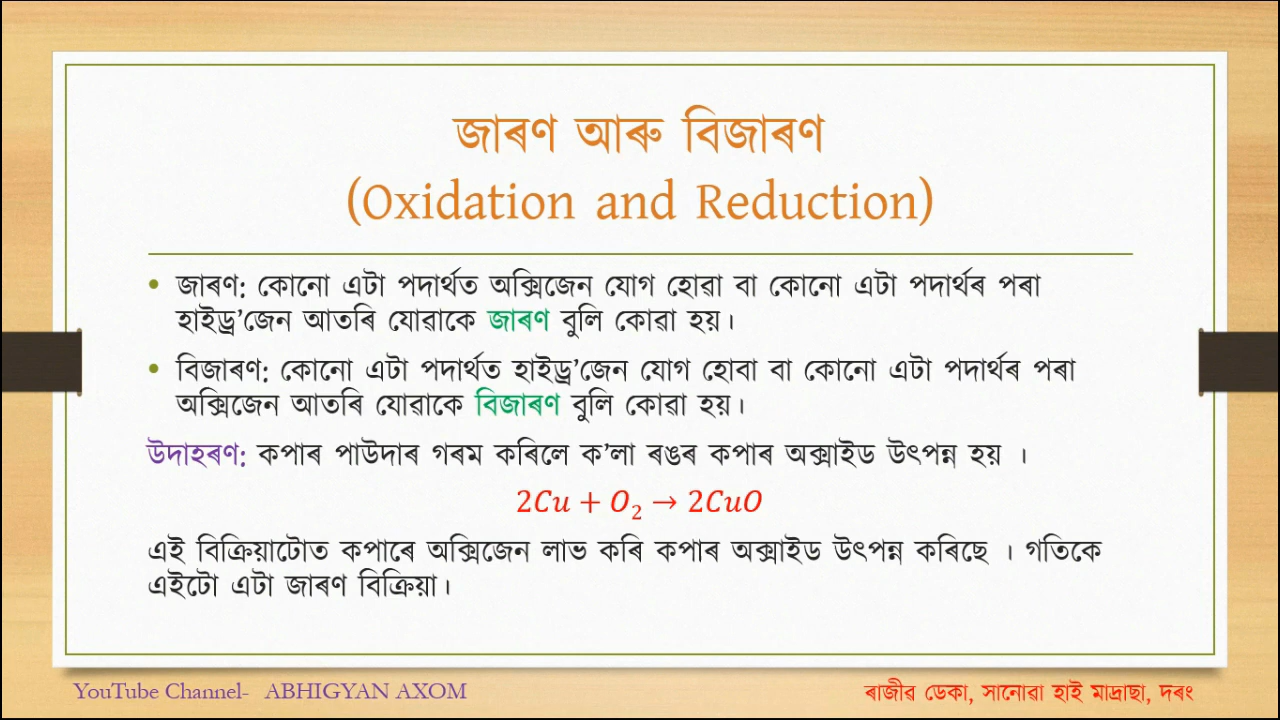 জাৰণ আৰু বিজাৰণ
(Oxidation and Reduction)
• জাৰণ: কোনো এটা পদাৰ্থত অক্সিজেন যোগ হোৱা বা কোনো এটা পদাৰ্থৰ পৰা
হাইড্ৰ’জেন আতৰি যোৱাকে জাৰণ বুলি কোৱা হয়।
• বিজাৰণ: কোনো এটা পদাৰ্থত হাইড্ৰ’জেন যোগ হোবা বা কোনো এটা পদাৰ্থৰ পৰা
অক্সিজেন আতৰি যোৱাকে বিজাৰণ বুলি কোৱা হয়।
উদাহৰণ: কপাৰ পাউদাৰ গৰম কৰিলে ক’লা ৰঙৰ কপাৰ অক্সাইড উৎপন্ন হয় ।
2Cu + O₂ → 2CuO
এই বিক্ৰিয়াটোত কপাৰে অক্সিজেন লাভ কৰি কপাৰ অক্সাইড উৎপন্ন কৰিছে । গতিকে
এইটো এটা জাৰণ বিক্ৰিয়া।
YouTube Channel- ABHIGYAN AXOM
ৰাজীৱ ডেকা, সানোৱা হাই মাদ্ৰাছা, দৰং